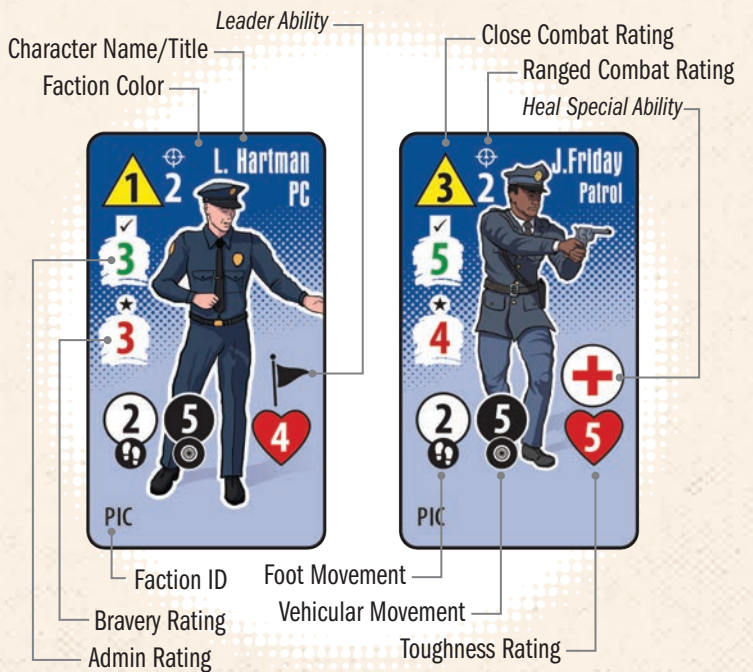 Leader Ability
Character Name/Title
Faction Color
Close Combat Rating
Ranged Combat Rating
Heal Special Ability
1
2
L. Hartman
PC
3
3
2
5
4
PIC
3
2
J.Friday
Patrol
5
4
2
5
5
PIC
Faction ID
Bravery Rating
Admin Rating
Foot Movement
Vehicular Movement
Toughness Rating